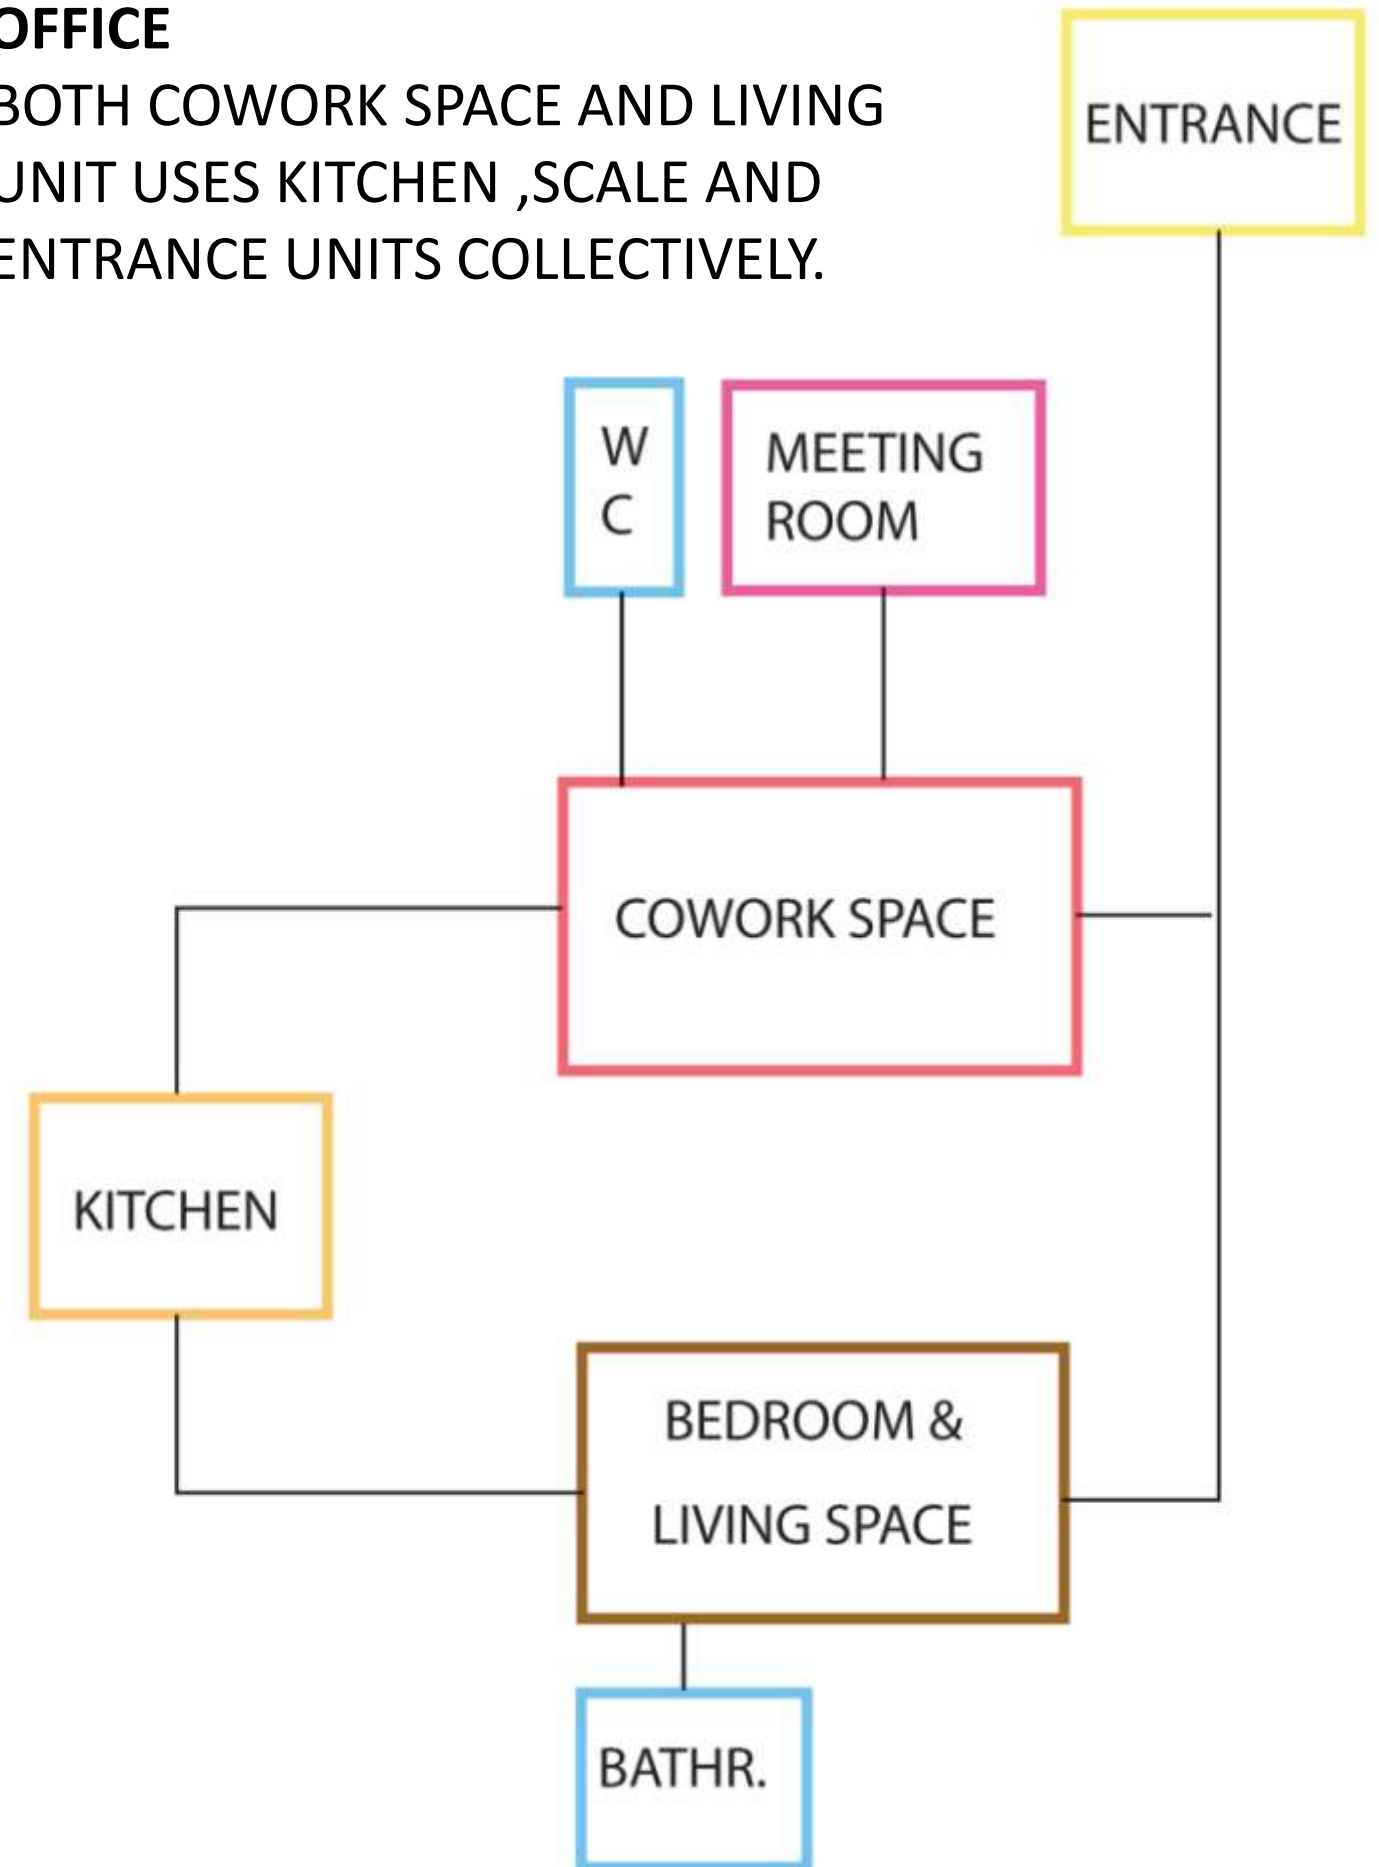 OFFICE
BOTH COWORK SPACE AND LIVING
UNIT USES KITCHEN ,SCALE AND
ENTRANCE UNITS COLLECTIVELY.
ENTRANCE
W
C
MEETING
ROOM
COWORK SPACE
KITCHEN
BEDROOM &
LIVING SPACE
BATHR.